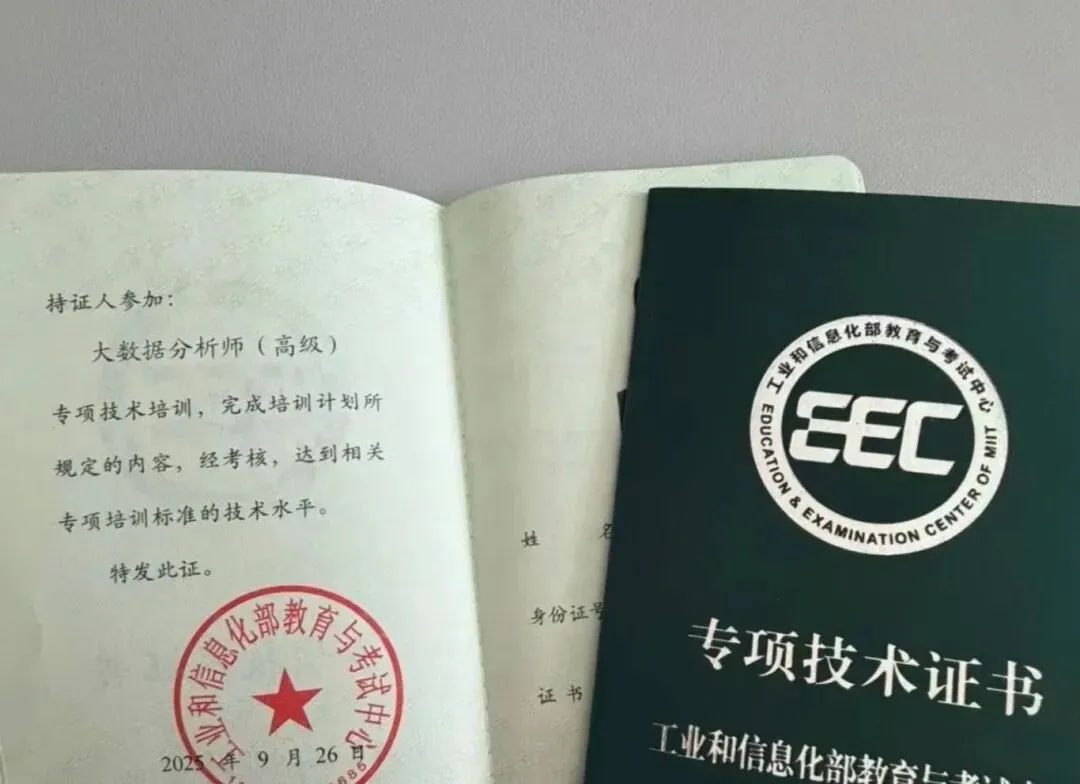 持证人参加：
大数据分析师（高级）
专项技术培训，完成培训计划所
规定的内容，经考核，达到相关
专项培训标准的技术水平。
特发此证。
工业和信息化部教育与考试中心
2025 年 9 月 26 日
姓 名
身份证号
证书
工业和信息化部教育与考试中心
EEC
EDUCATION & EXAMINATION CENTER OF MIIT
专项技术证书
工业和信息化部教育与考试